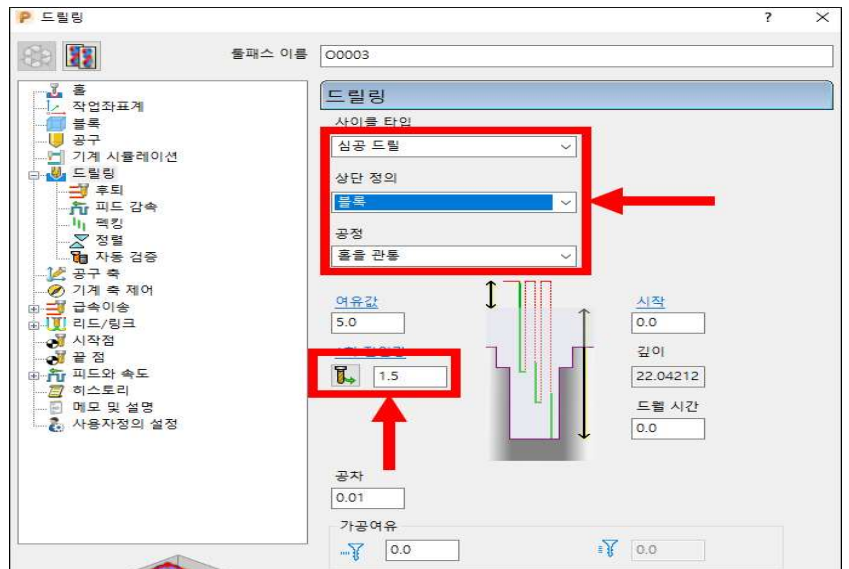 드릴링
?
툴패스 이름 O0003
홀
작업좌표계
블록
공구
기계 시뮬레이션
드릴링
후퇴
피드 감속
펙킹
정렬
자동 검증
공구 축
기계 축 제어
급속이송
리드/링크
시작점
끝 점
피드와 속도
히스토리
메모 및 설명
사용자정의 설정
드릴링
사이클 타입
심공 드릴
상단 정의
블록
공정
홀을 관통
여유값
5.0
1.5
시작
0.0
깊이
22.04212
드웰 시간
0.0
공차
0.01
가공여유
0.0
0.0